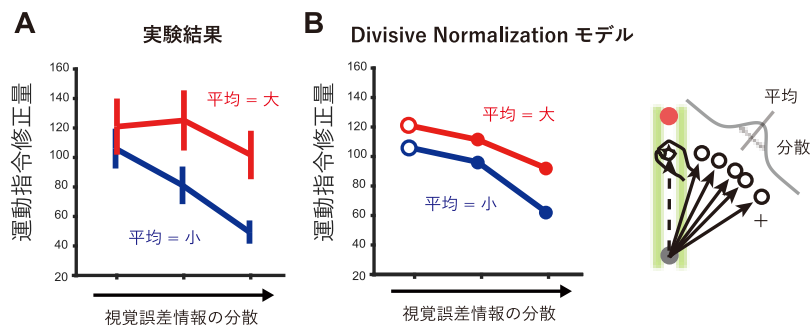 A
実験結果
運動指令修正量
160
140
120
100
80
60
40
20
平均 = 大
平均 = 小
視覚誤差情報の分散
B
Divisive Normalization モデル
運動指令修正量
160
140
120
100
80
60
40
20
平均 = 大
平均 = 小
視覚誤差情報の分散
平均
分散
+